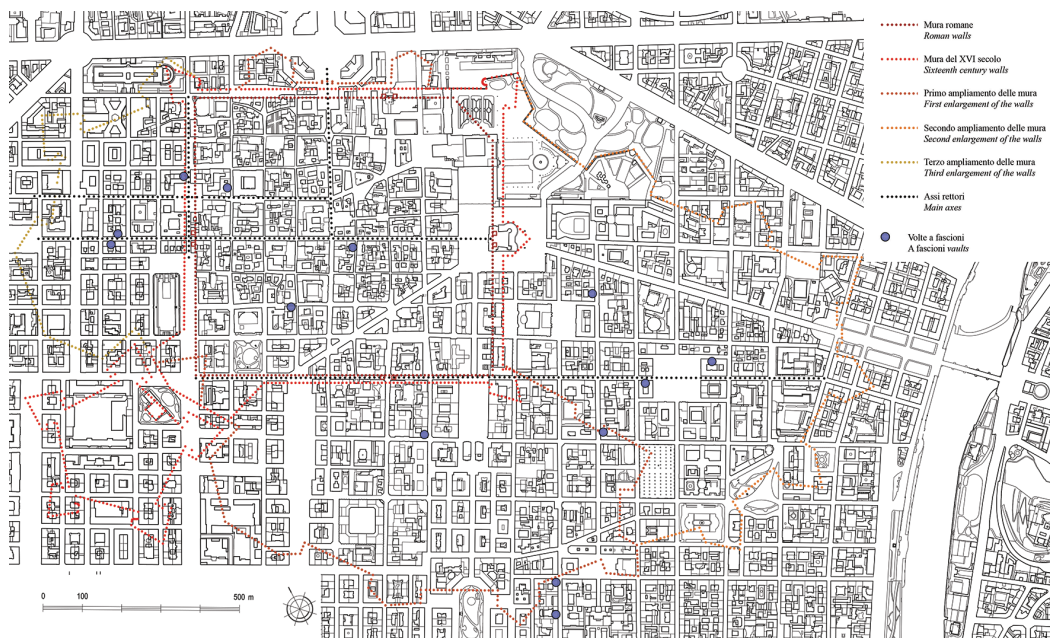 Mura romane
Roman walls
Mura del XVI secolo
Sixteenth century walls
Primo ampliamento delle mura
First enlargement of the walls
Secondo ampliamento delle mura
Second enlargement of the walls
Terzo ampliamento delle mura
Third enlargement of the walls
Assi rettori
Main axes
Volte a fascioni
A fascioni vaults
0 100 500 m